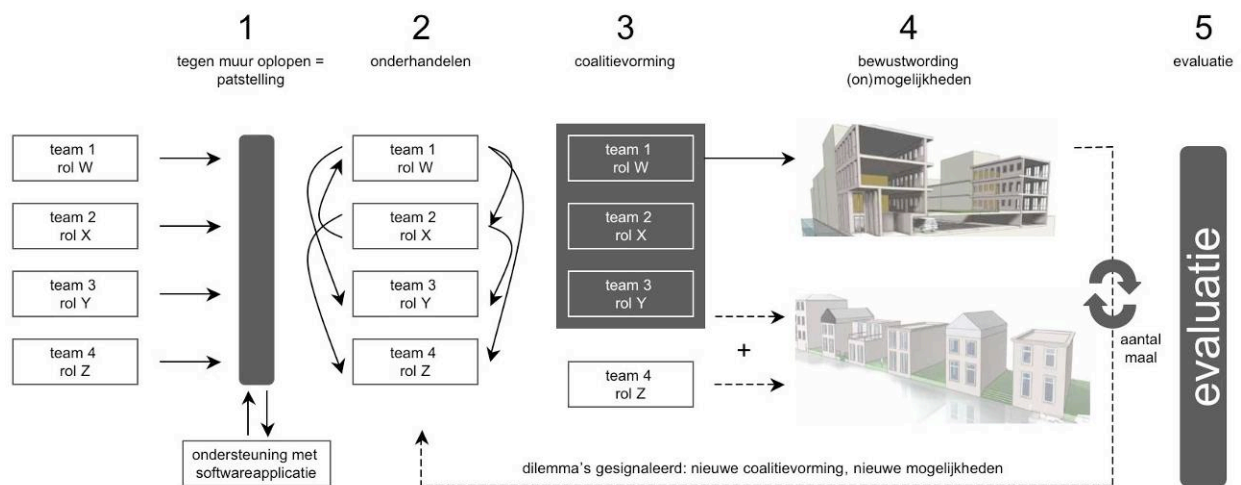 1
tegen muur oplopen =
patstelling
2
onderhandelen
3
coalitievorming
4
bewustwording
(on)mogelijkheden
5
evaluatie
team 1
rol W
team 2
rol X
team 3
rol Y
team 4
rol Z
ondersteuning met
softwareapplicatie
team 1
rol W
team 2
rol X
team 3
rol Y
team 4
rol Z
team 1
rol W
team 2
rol X
team 3
rol Y
+
team 4
rol Z
aantal
maal
evaluatie
dilemma's gesignaleerd: nieuwe coalitievorming, nieuwe mogelijkheden